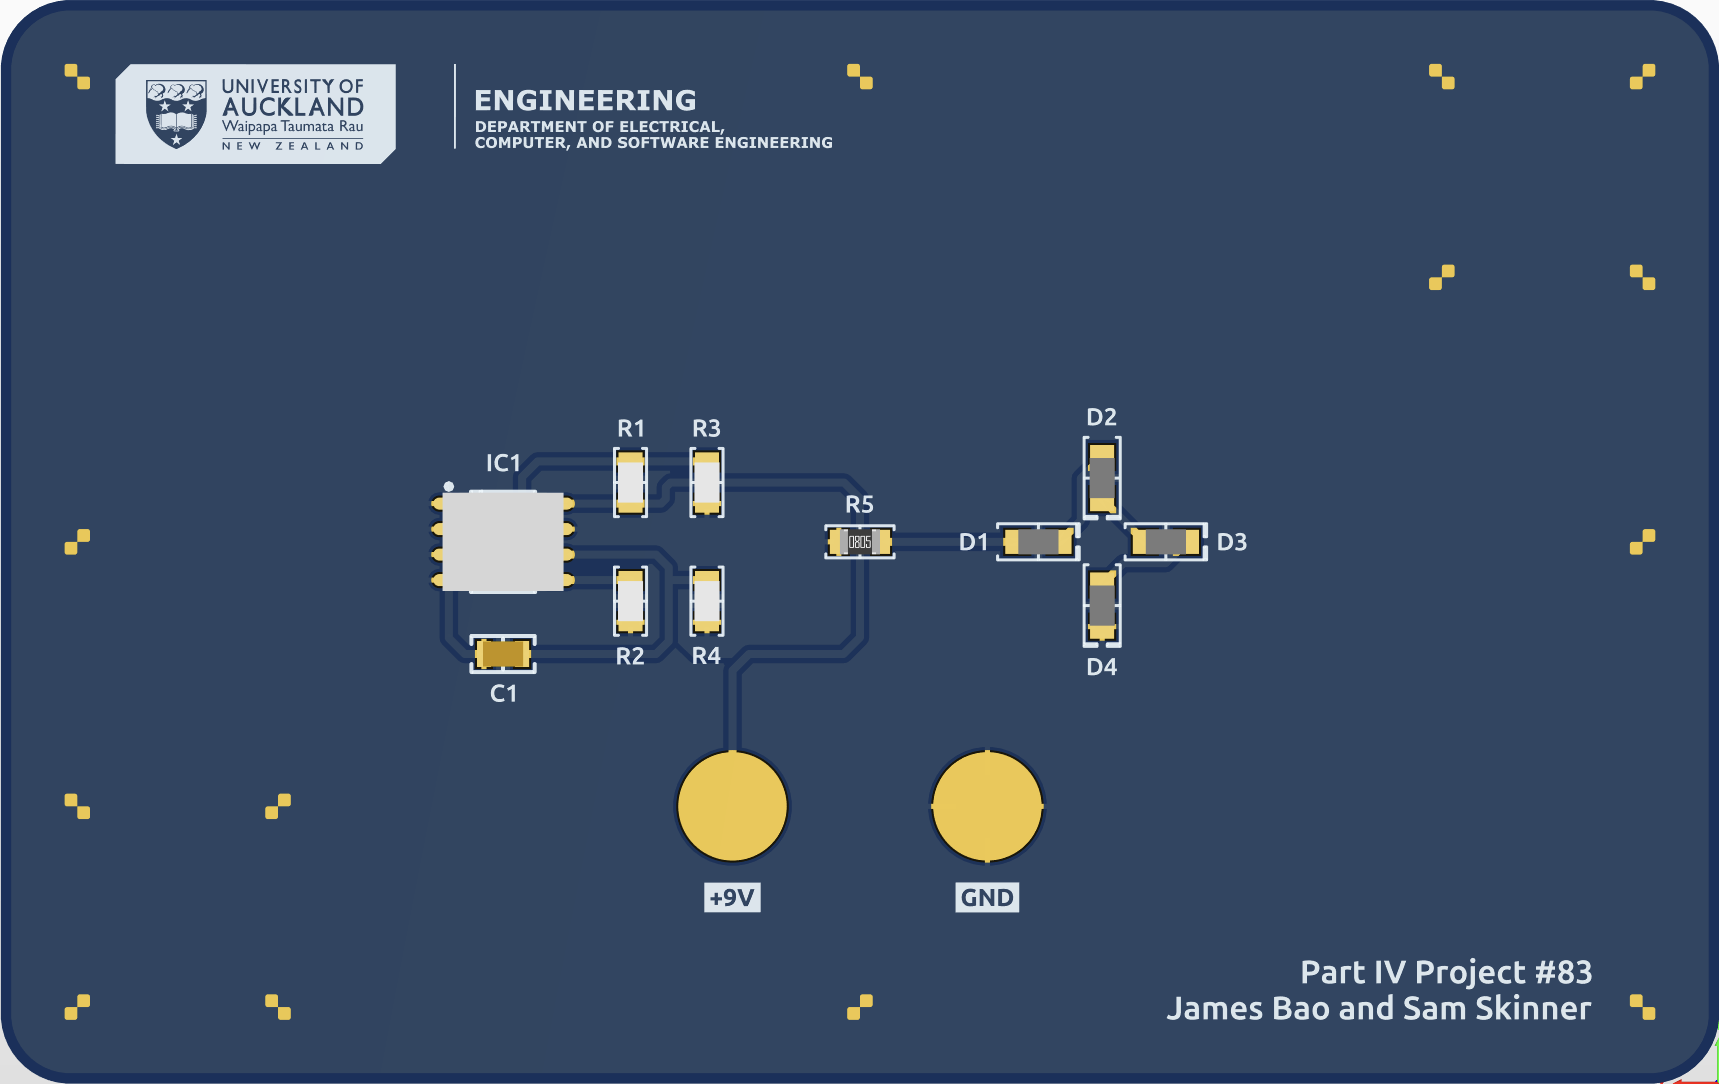 UNIVERSITY OF
AUCKLAND
Waipapa Taumata Rau
NEW ZEALAND
ENGINEERING
DEPARTMENT OF ELECTRICAL,
COMPUTER, AND SOFTWARE ENGINEERING
D2
R1
R3
IC1
R5
0805
D1
D3
R2
R4
D4
C1
+9V
GND
Part IV Project #83
James Bao and Sam Skinner